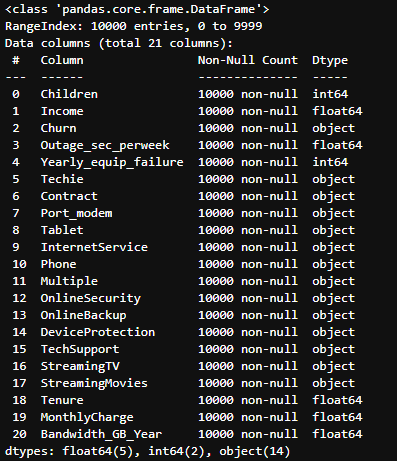 <class 'pandas.core.frame.DataFrame'>
RangeIndex: 10000 entries, 0 to 9999
Data columns (total 21 columns):
 #   Column                Non-Null Count  Dtype
---  ------                --------------  -----
 0   Children              10000 non-null  int64
 1   Income                10000 non-null  float64
 2   Churn                 10000 non-null  object
 3   Outage_sec_perweek    10000 non-null  float64
 4   Yearly_equip_failure  10000 non-null  int64
 5   Techie                10000 non-null  object
 6   Contract              10000 non-null  object
 7   Port_modem            10000 non-null  object
 8   Tablet                10000 non-null  object
 9   InternetService       10000 non-null  object
 10  Phone                 10000 non-null  object
 11  Multiple              10000 non-null  object
 12  OnlineSecurity        10000 non-null  object
 13  OnlineBackup          10000 non-null  object
 14  DeviceProtection      10000 non-null  object
 15  TechSupport           10000 non-null  object
 16  StreamingTV           10000 non-null  object
 17  StreamingMovies       10000 non-null  object
 18  Tenure                10000 non-null  float64
 19  MonthlyCharge         10000 non-null  float64
 20  Bandwidth_GB_Year     10000 non-null  float64
dtypes: float64(5), int64(2), object(14)